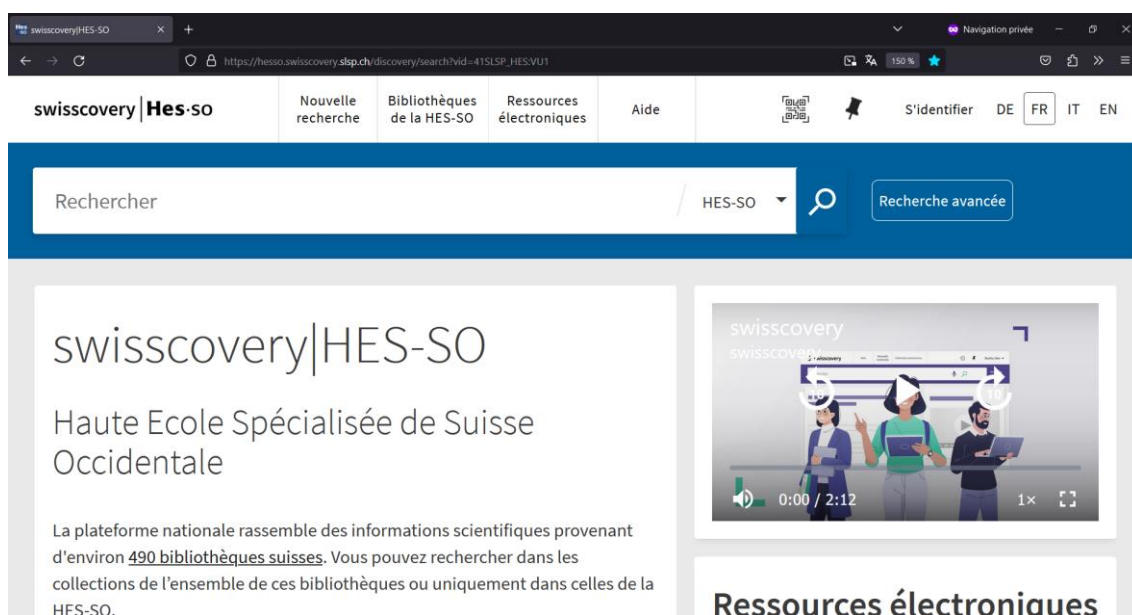 swisscovery|HES-SO
Navigation privée
https://hesso.swisscovery.slsp.ch/discovery/search?vid=41SLSP_HES:VU1
150 %
swisscovery Hes·so
Nouvelle recherche
Bibliothèques de la HES-SO
Ressources électroniques
Aide
S'identifier
DE
FR
IT
EN
Rechercher
HES-SO
Recherche avancée
swisscovery|HES-SO
Haute Ecole Spécialisée de Suisse
Occidentale
La plateforme nationale rassemble des informations scientifiques provenant
d'environ 490 bibliothèques suisses. Vous pouvez rechercher dans les
collections de l'ensemble de ces bibliothèques ou uniquement dans celles de la
HES-SO.
swisscovery
swisscovery
10
10
0:00 / 2:12
1×
Ressources électroniques